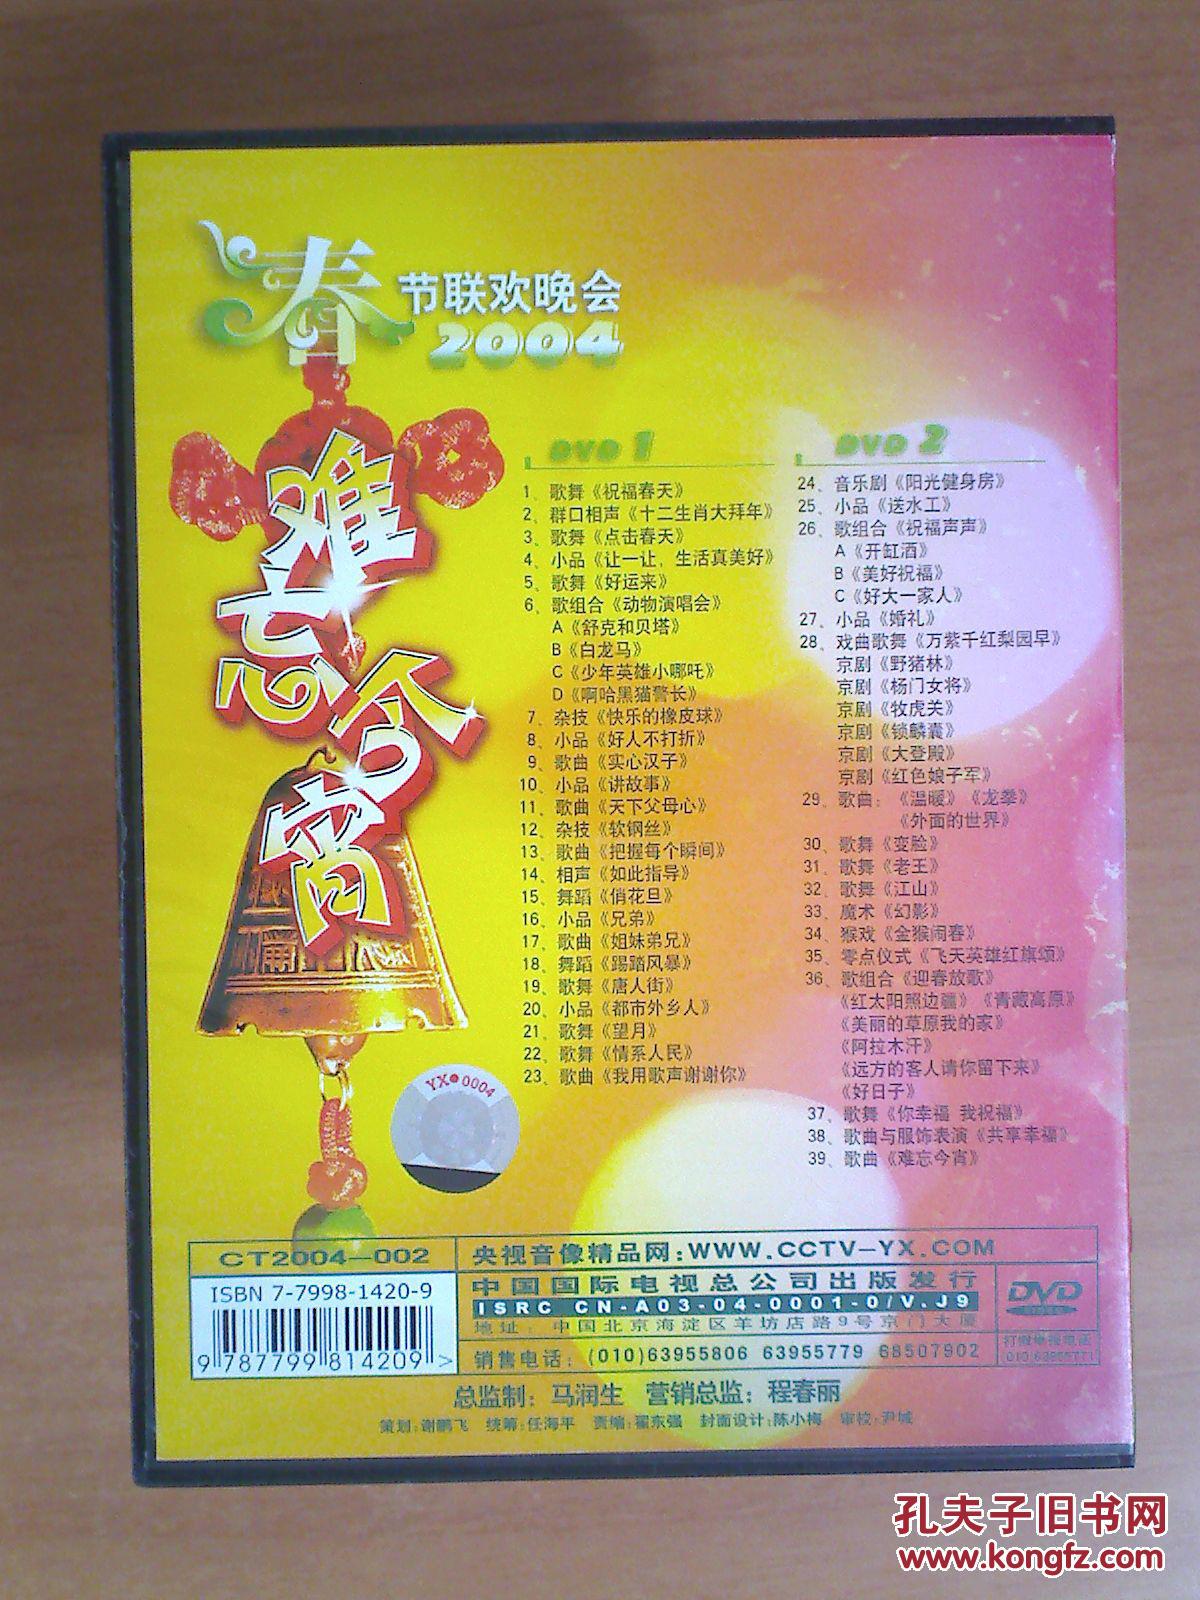 春节联欢晚会
2004
难忘今宵
DVD 1
1、歌舞《祝福春天》
2、群口相声《十二生肖大拜年》
3、歌舞《点击春天》
4、小品《让一让，生活真美好》
5、歌舞《好运来》
6、歌组合《动物演唱会》
A《舒克和贝塔》
B《白龙马》
C《少年英雄小哪吒》
D《啊哈黑猫警长》
7、杂技《快乐的橡皮球》
8、小品《好人不打折》
9、歌曲《实心汉子》
10、小品《讲故事》
11、歌曲《天下父母心》
12、杂技《软钢丝》
13、歌曲《把握每个瞬间》
14、相声《如此指导》
15、舞蹈《俏花旦》
16、小品《兄弟》
17、歌曲《姐妹弟兄》
18、舞蹈《踢踏风暴》
19、歌舞《唐人街》
20、小品《都市外乡人》
21、歌舞《望月》
22、歌舞《情系人民》
23、歌曲《我用歌声谢谢你》
DVD 2
24、音乐剧《阳光健身房》
25、小品《送水工》
26、歌组合《祝福声声》
A《开缸酒》
B《美好祝福》
C《好大一家人》
27、小品《婚礼》
28、戏曲歌舞《万紫千红梨园早》
京剧《野猪林》
京剧《杨门女将》
京剧《牧虎关》
京剧《锁麟囊》
京剧《大登殿》
京剧《红色娘子军》
29、歌曲：《温暖》《龙拳》
《外面的世界》
30、歌舞《变脸》
31、歌舞《老王》
32、歌舞《江山》
33、魔术《幻影》
34、猴戏《金猴闹春》
35、零点仪式《飞天英雄红旗颂》
36、歌组合《迎春放歌》
《红太阳照边疆》《青藏高原》
《美丽的草原我的家》
《阿拉木汗》
《远方的客人请你留下来》
《好日子》
37、歌舞《你幸福 我祝福》
38、歌曲与服饰表演《共享幸福》
39、歌曲《难忘今宵》
YX 0004
CT2004-002
ISBN 7-7998-1420-9
9 787799 814209 >
央视音像精品网：WWW.CCTV-YX.COM
中国国际电视总公司出版发行
ISRC CN-A03-04-0001-0/V.J9
地址：中国北京海淀区羊坊店路9号京门大厦
销售电话：(010)63955806 63955779 68507902
DVD
VIDEO
打假举报电话
(010)63955771
总监制：马润生 营销总监：程春丽
策划：谢鹏飞 统筹：任海平 责编：翟东强 封面设计：陈小梅 审校：尹城
孔夫子旧书网
www.kongfz.com